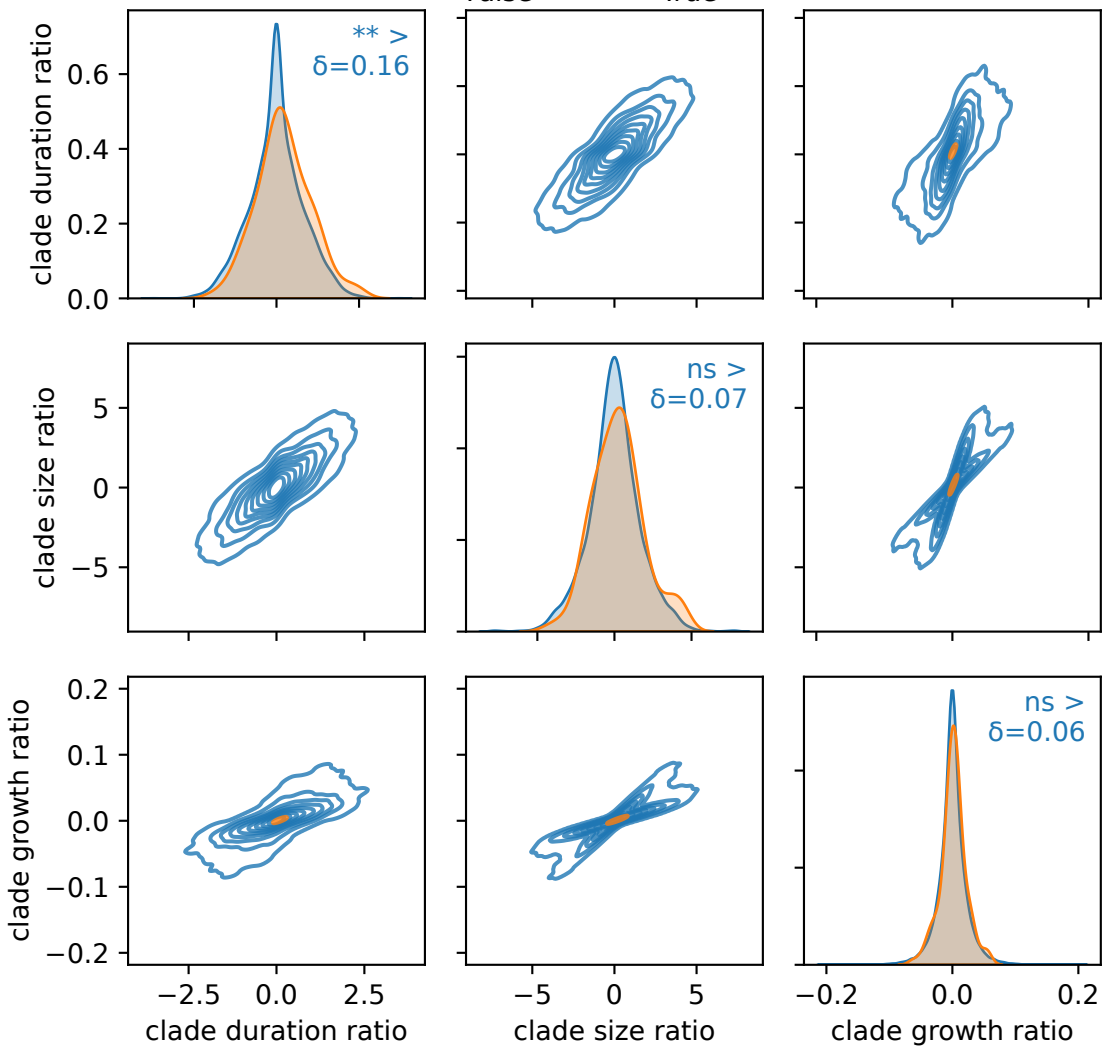 clade duration ratio
0.6
0.4
0.2
0.0
** >
δ=0.16
clade size ratio
5
0
−5
ns >
δ=0.07
clade growth ratio
0.2
0.1
0.0
−0.1
−0.2
ns >
δ=0.06
−2.5 0.0 2.5
−5 0 5
−0.2 0.0 0.2
clade duration ratio
clade size ratio
clade growth ratio